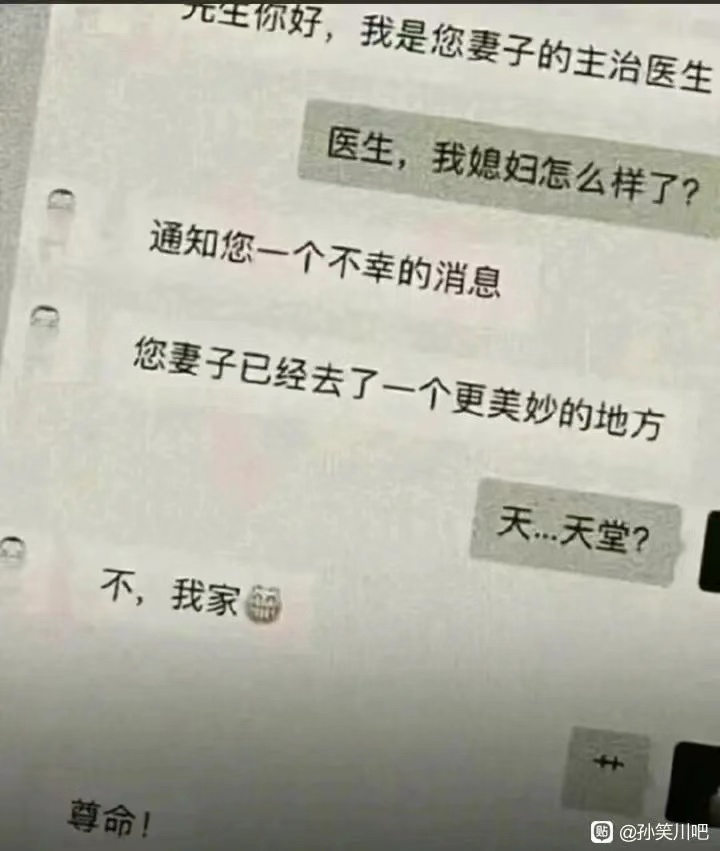 先生你好，我是您妻子的主治医生
医生，我媳妇怎么样了？
通知您一个不幸的消息
您妻子已经去了一个更美妙的地方
天...天堂？
不，我家
艹
尊命！
贴 @孙笑川吧